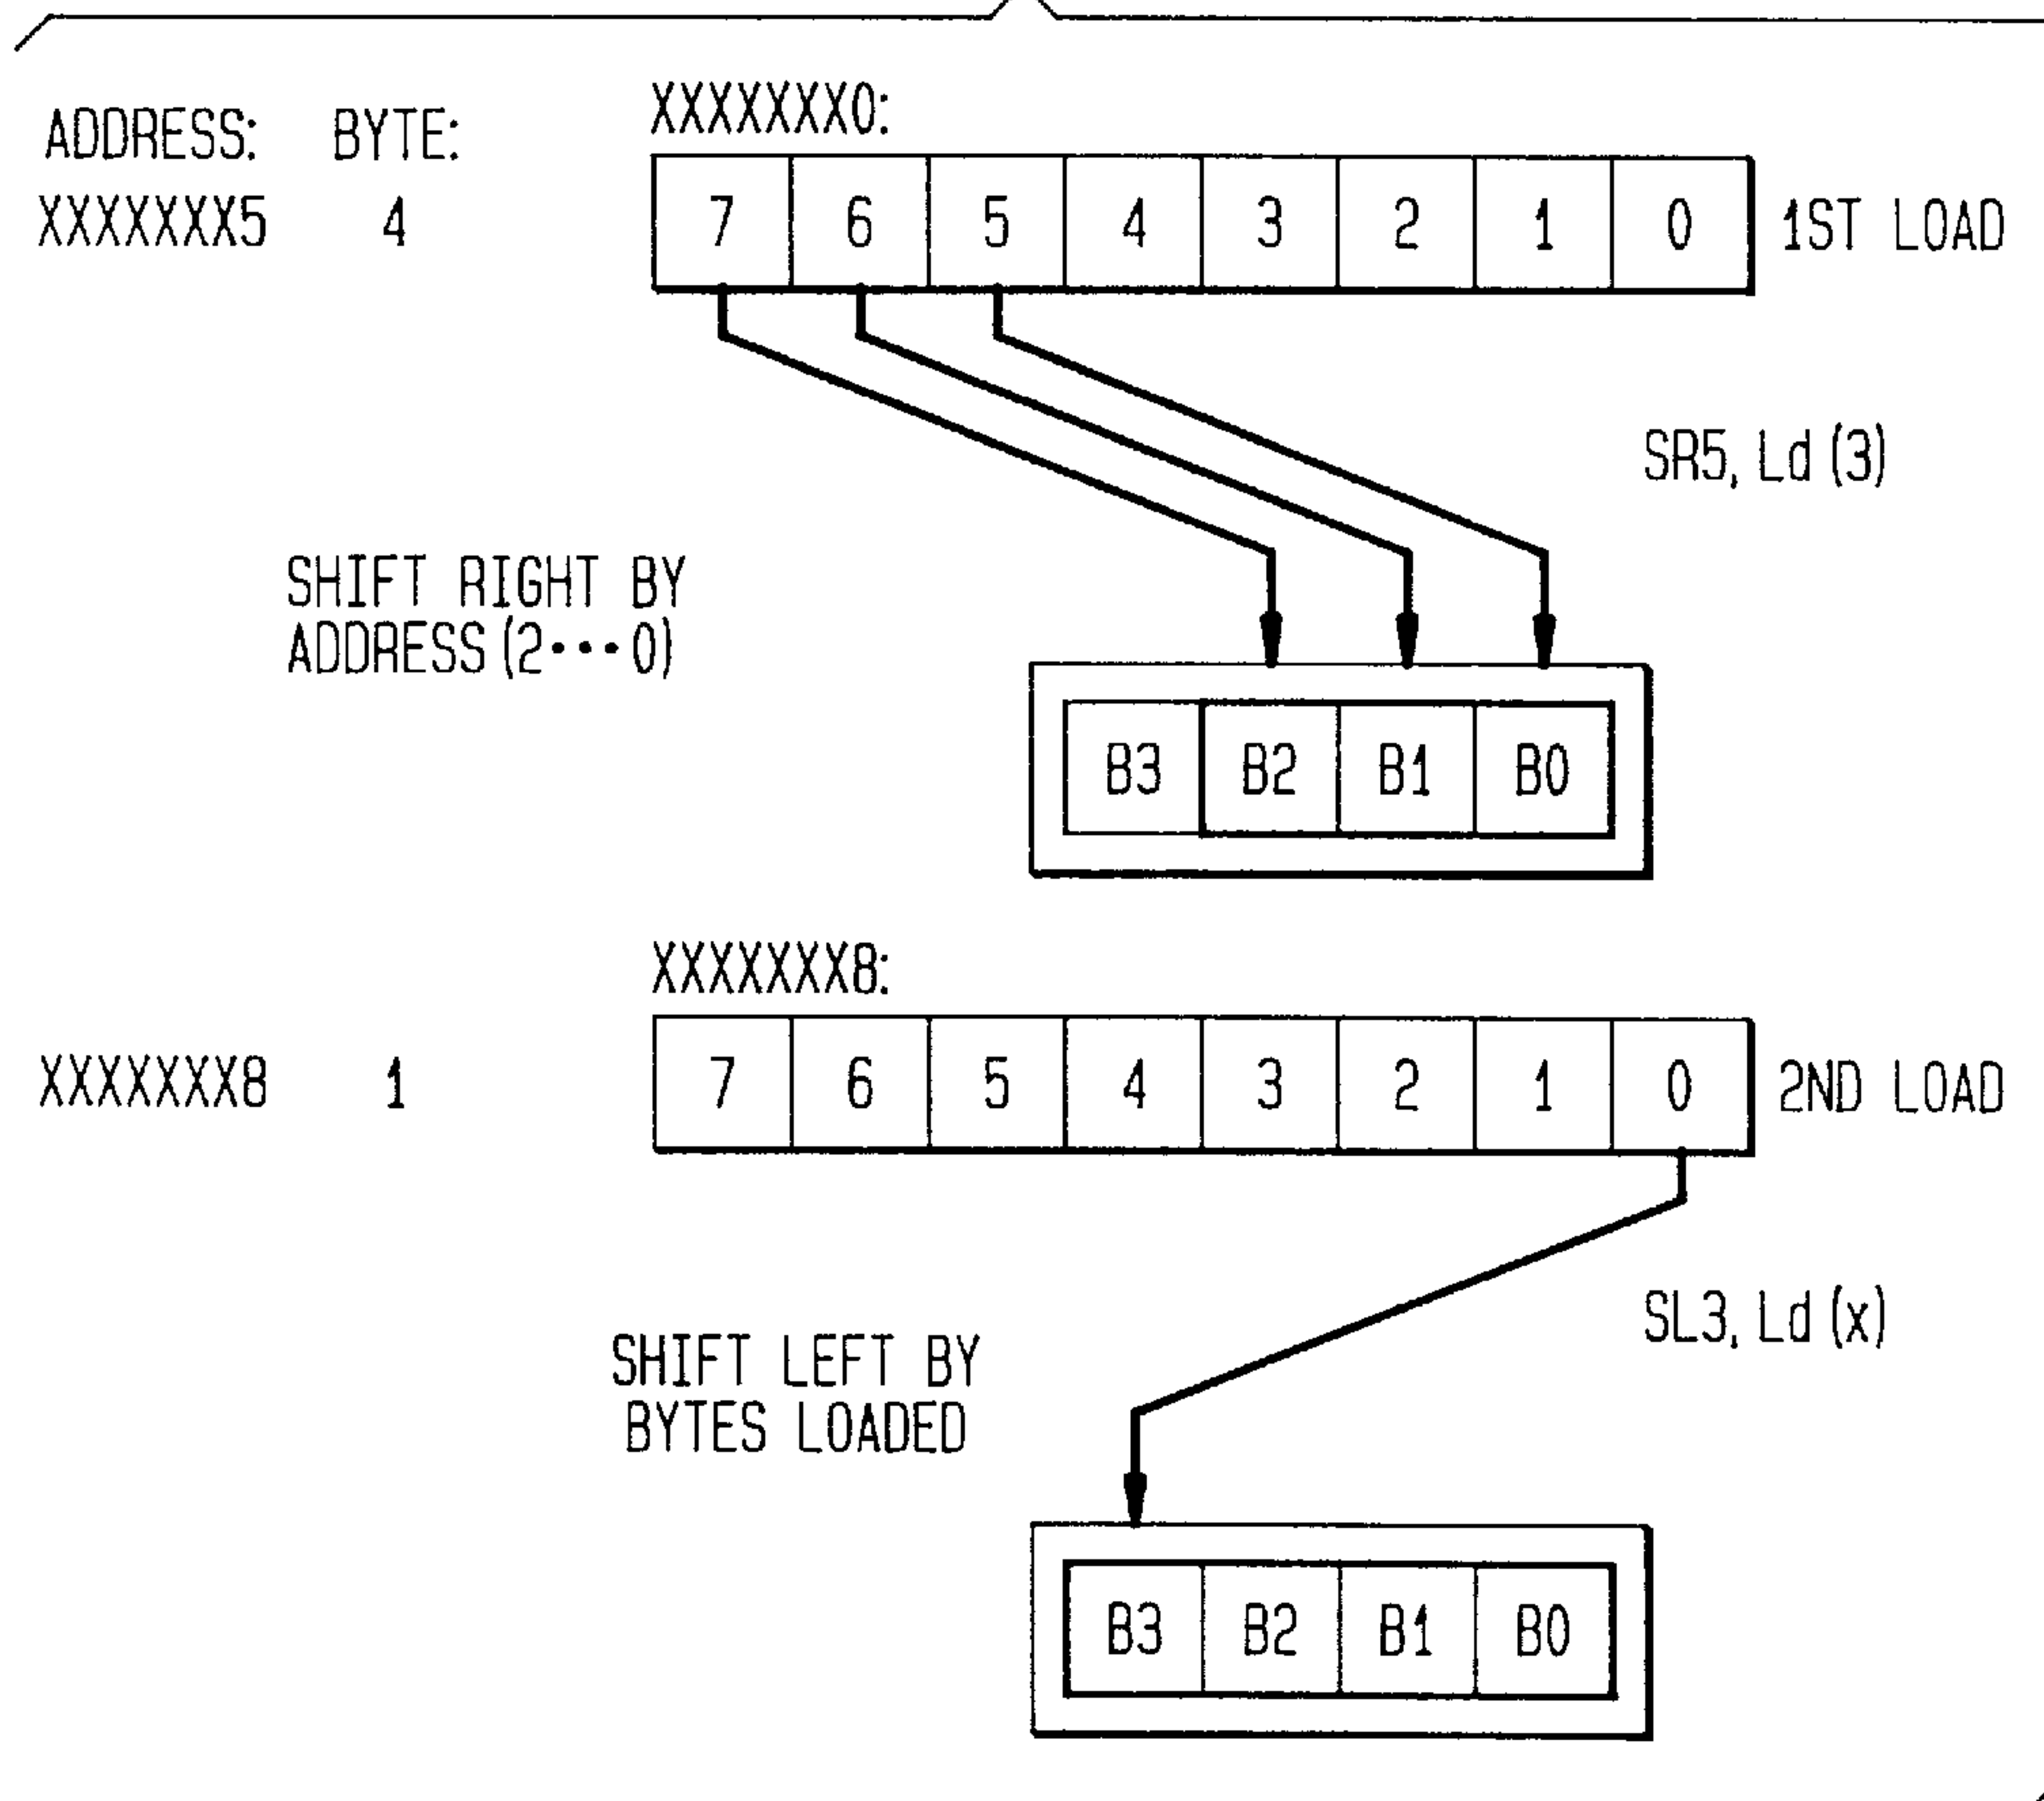 ADDRESS: BYTE: XXXXXXX0:
XXXXXXX5 4 7 6 5 4 3 2 1 0 1ST LOAD
SR5, Ld (3)
SHIFT RIGHT BY
ADDRESS (2•••0)
B3 B2 B1 B0
XXXXXXX8:
XXXXXXX8 1 7 6 5 4 3 2 1 0 2ND LOAD
SL3, Ld (x)
SHIFT LEFT BY
BYTES LOADED
B3 B2 B1 B0